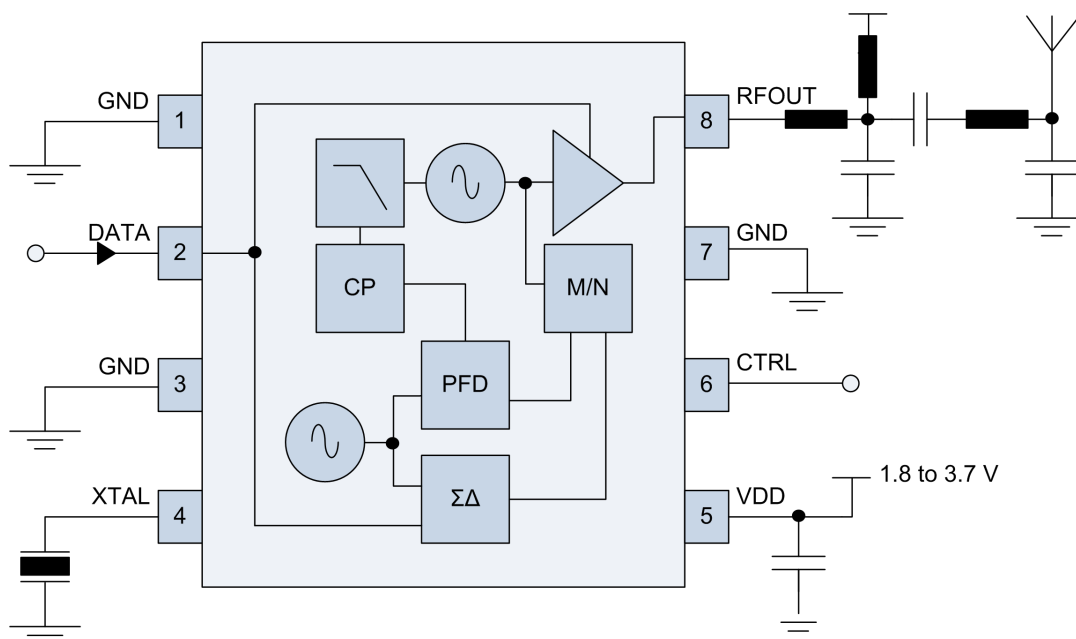 GND
1
8
RFOUT
DATA
2
7
GND
CP
M/N
GND
3
PFD
6
CTRL
XTAL
4
ΣΔ
5
VDD
1.8 to 3.7 V